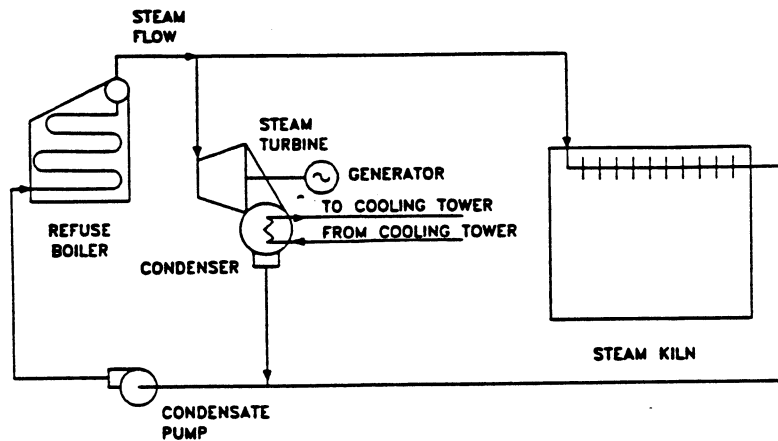 STEAM
FLOW
STEAM
TURBINE
GENERATOR
TO COOLING TOWER
FROM COOLING TOWER
REFUSE
BOILER
CONDENSER
STEAM KILN
CONDENSATE
PUMP